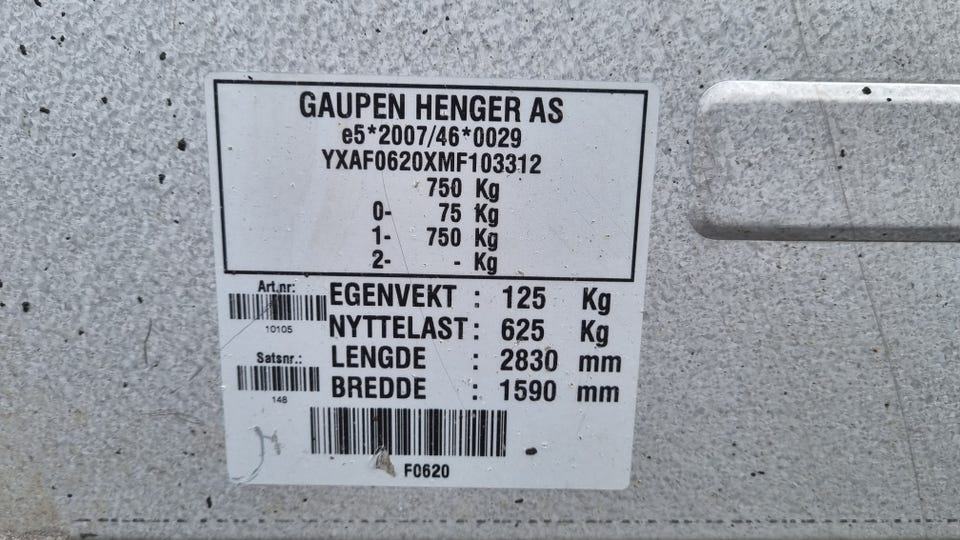 GAUPEN HENGER AS
e5*2007/46*0029
YXAF0620XMF103312
750 Kg
0- 75 Kg
1- 750 Kg
2- - Kg
Art.nr:
10105
EGENVEKT : 125 Kg
NYTTELAST : 625 Kg
Satsnr.:
148
LENGDE : 2830 mm
BREDDE : 1590 mm
F0620